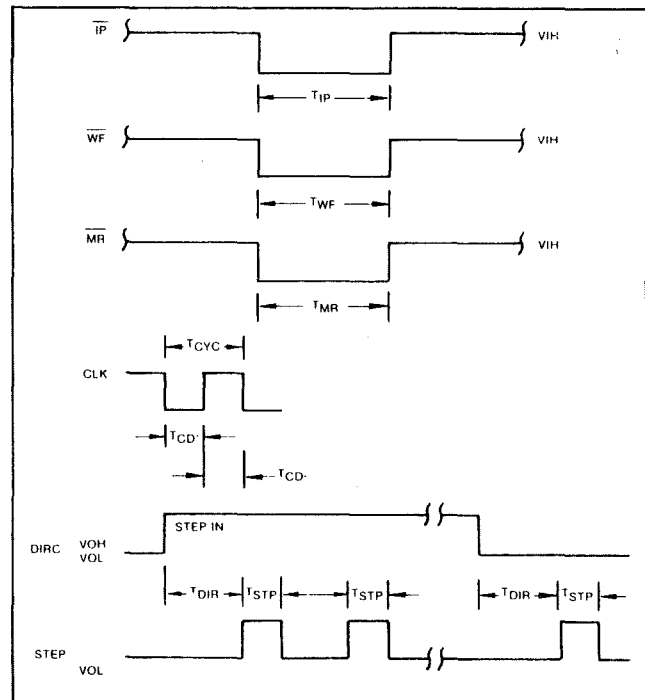 IP VIH
TIP
WF VIH
TWF
MR VIH
TMR
TCYC
CLK
TCD
TCD
STEP IN
DIRC VOH
VOL
TDIR TSTP TSTP TDIR TSTP
STEP
VOL